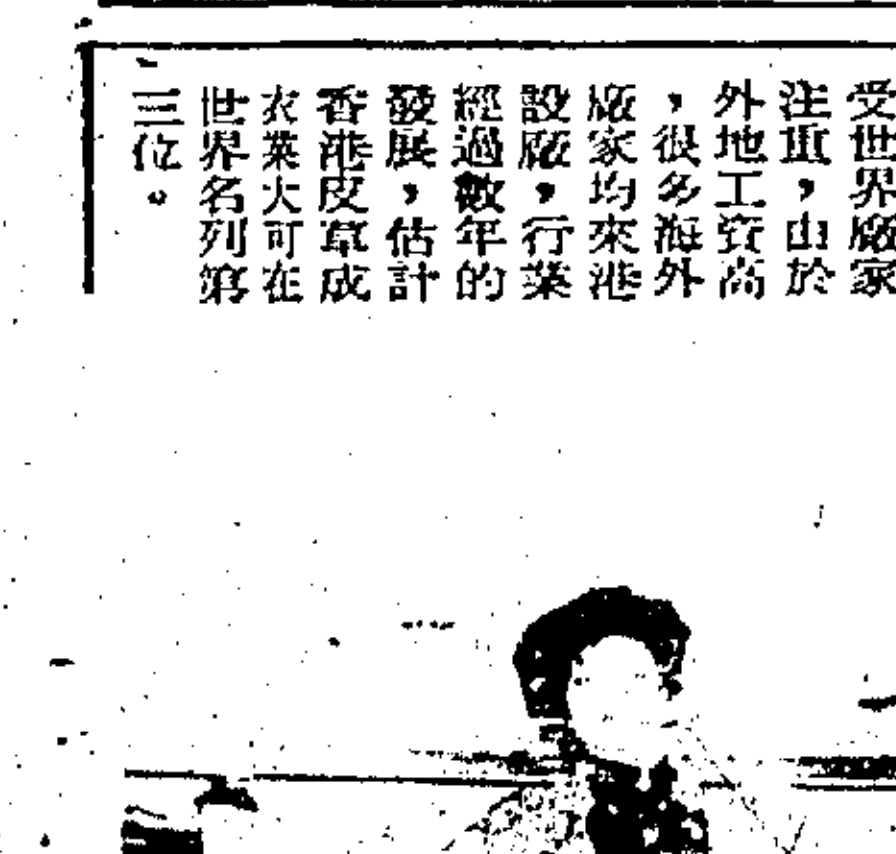 受世界廠家
注重，由於
外地工資高
，很多海外
廠家均來港
設廠，行業
經過數年的
發展，估計
香港皮草成
衣業大可在
世界名列第
三位。